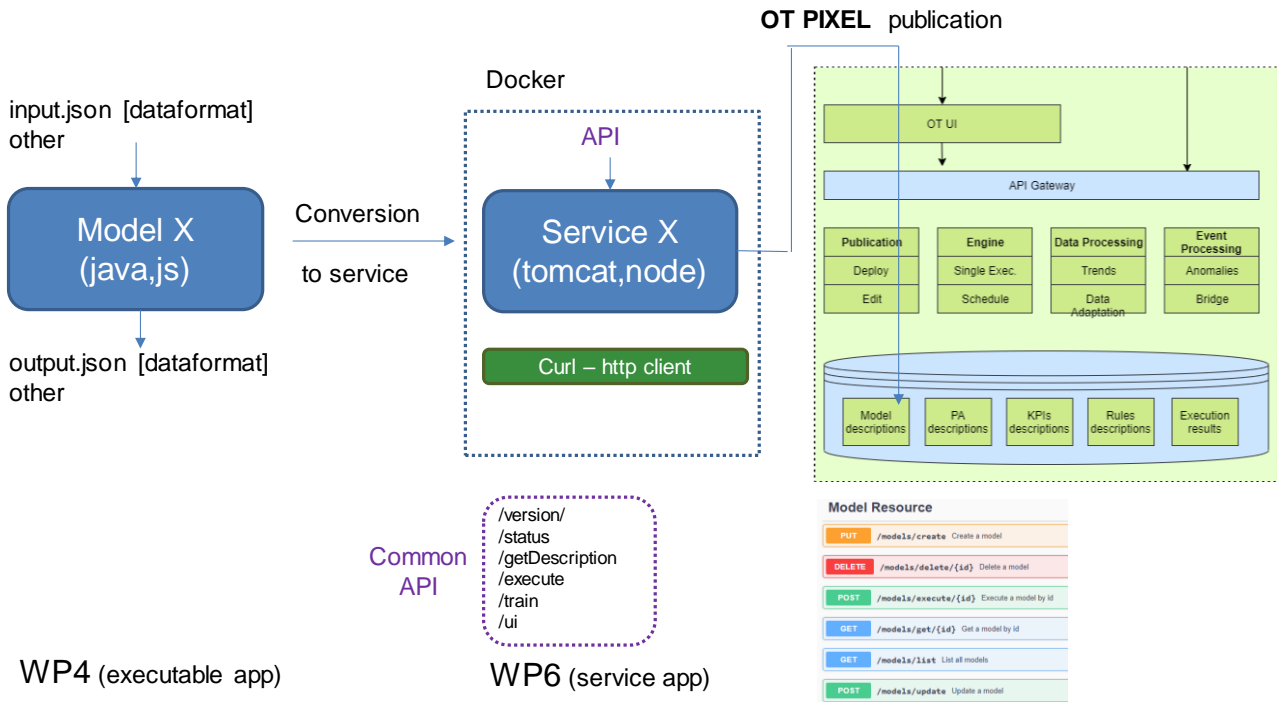 OT PIXEL publication
Docker
input.json [dataformat]
other
API
Model X
(java,js)
Conversion
to service
Service X
(tomcat,node)
Curl – http client
output.json [dataformat]
other
OT UI
API Gateway
Publication
Deploy
Edit
Engine
Single Exec.
Schedule
Data Processing
Trends
Data
Adaptation
Event
Processing
Anomalies
Bridge
Model
descriptions
PA
descriptions
KPIs
descriptions
Rules
descriptions
Execution
results
Common
API
/version/
/status
/getDescription
/execute
/train
/ui
Model Resource
PUT /models/create Create a model
DELETE /models/delete/{id} Delete a model
POST /models/execute/{id} Execute a model by id
GET /models/get/{id} Get a model by id
GET /models/list List all models
POST /models/update Update a model
WP4 (executable app)
WP6 (service app)